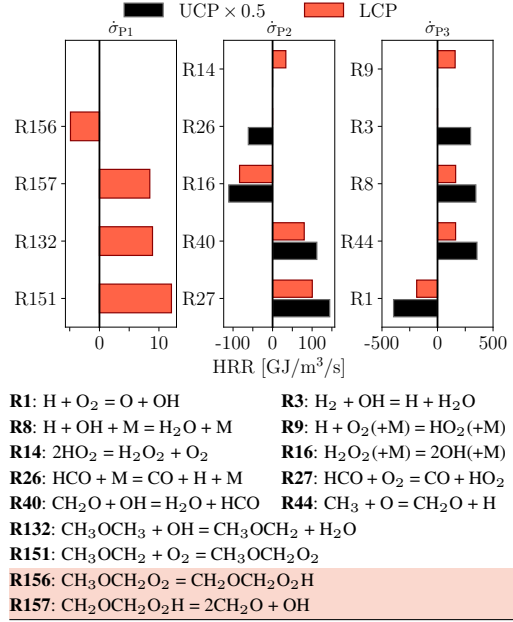 UCP × 0.5 LCP
σ̇P1 σ̇P2 σ̇P3
R14 R9
R156 R26 R3
R157 R16 R8
R132 R40 R44
R151 R27 R1
0 10 -100 0 100 -500 0 500
HRR [GJ/m³/s]
R1: H + O₂ = O + OH R3: H₂ + OH = H + H₂O
R8: H + OH + M = H₂O + M R9: H + O₂(+M) = HO₂(+M)
R14: 2HO₂ = H₂O₂ + O₂ R16: H₂O₂(+M) = 2OH(+M)
R26: HCO + M = CO + H + M R27: HCO + O₂ = CO + HO₂
R40: CH₂O + OH = H₂O + HCO R44: CH₃ + O = CH₂O + H
R132: CH₃OCH₃ + OH = CH₃OCH₂ + H₂O
R151: CH₃OCH₂ + O₂ = CH₃OCH₂O₂
R156: CH₃OCH₂O₂ = CH₂OCH₂O₂H
R157: CH₂OCH₂O₂H = 2CH₂O + OH